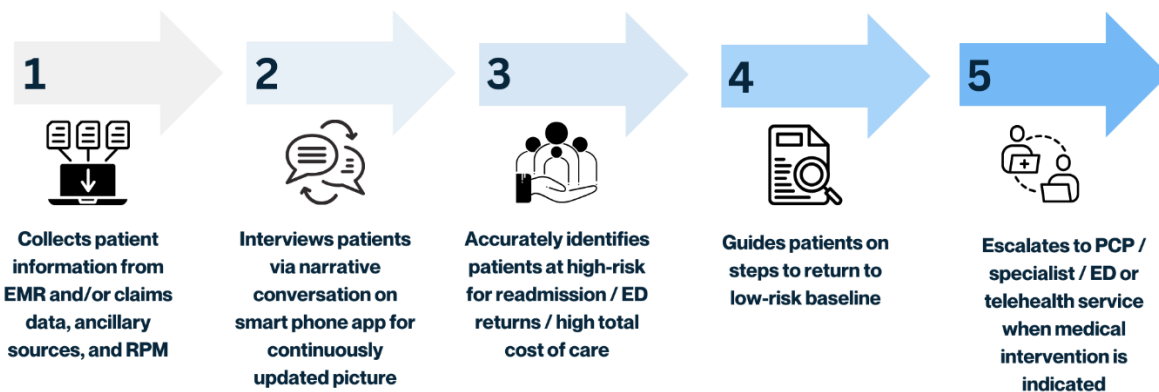 1
Collects patient
information from
EMR and/or claims
data, ancillary
sources, and RPM
2
Interviews patients
via narrative
conversation on
smart phone app for
continuously
updated picture
3
Accurately identifies
patients at high-risk
for readmission / ED
returns / high total
cost of care
4
Guides patients on
steps to return to
low-risk baseline
5
Escalates to PCP /
specialist / ED or
telehealth service
when medical
intervention is
indicated